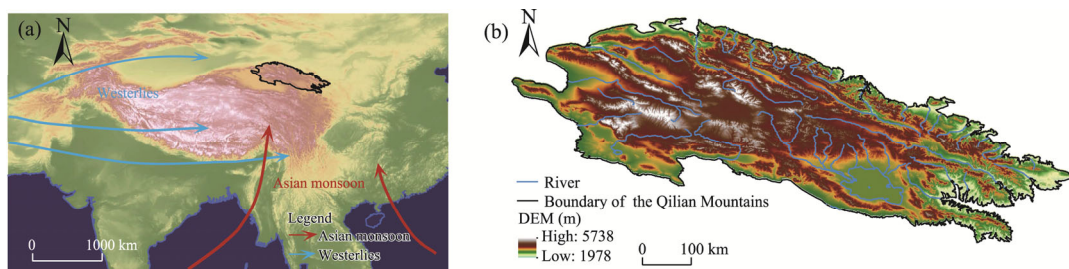 (a)
N
Westerlies
Asian monsoon
Legend
Asian monsoon
Westerlies
0 1000 km
(b)
N
River
Boundary of the Qilian Mountains
DEM (m)
High: 5738
Low: 1978
0 100 km